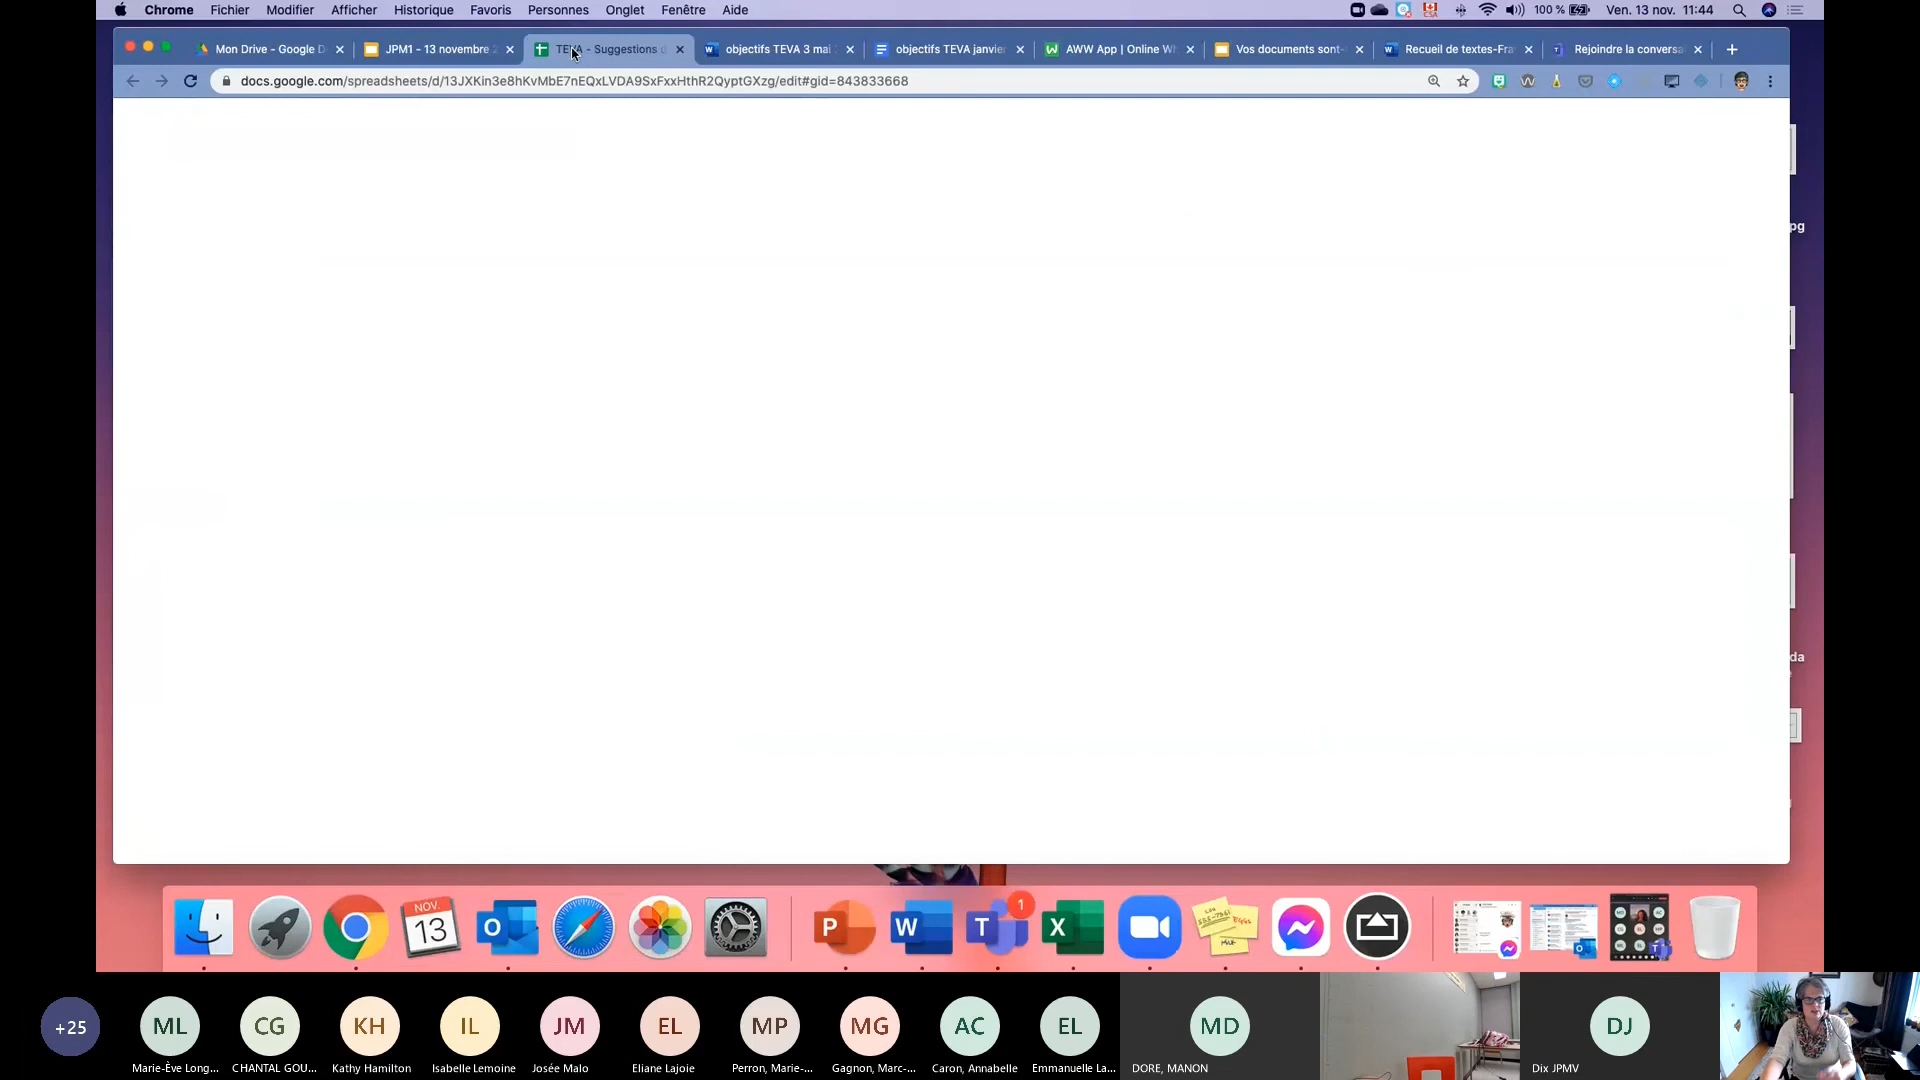 Chrome Fichier Modifier Afficher Historique Favoris Personnes Onglet Fenêtre Aide 100 % Ven. 13 nov. 11:44
Mon Drive - Google D JPM1 - 13 novembre 2 TEVA - Suggestions d objectifs TEVA 3 mai objectifs TEVA janvier AWW App | Online Wh Vos documents sont- Recueil de textes-Fra Rejoindre la conversa
docs.google.com/spreadsheets/d/13JXKin3e8hKvMbE7nEQxLVDA9SxFxxHthR2QyptGXzg/edit#gid=843833668
pg
da
NOV.
13
1
+25 ML CG KH IL JM EL MP MG AC EL MD DJ
Marie-Ève Long... CHANTAL GOU... Kathy Hamilton Isabelle Lemoine Josée Malo Eliane Lajoie Perron, Marie-... Gagnon, Marc-... Caron, Annabelle Emmanuelle La... DORE, MANON Dix JPMV